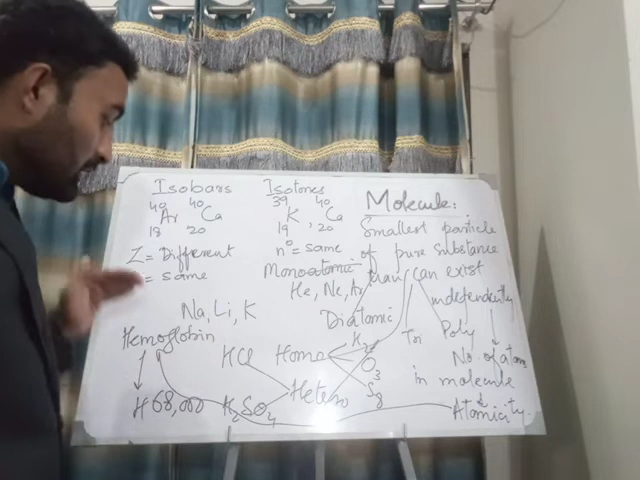 Isobars
40 40
Ar Ca
18 20
Z = Different
= same
Isotones
39 40
K , Ca
19 20
n° = same
Molecule:
Smallest particle
of pure substance
than can exist
independently
Monoatomic
He, Ne, Ar
Diatomic
Tri
Poly
Na, Li, K
Hemoglobin
68,000
HCl
Homo
O3
S8
Hetero
K2SO4
No. of atom
in molecule
Atomicity.